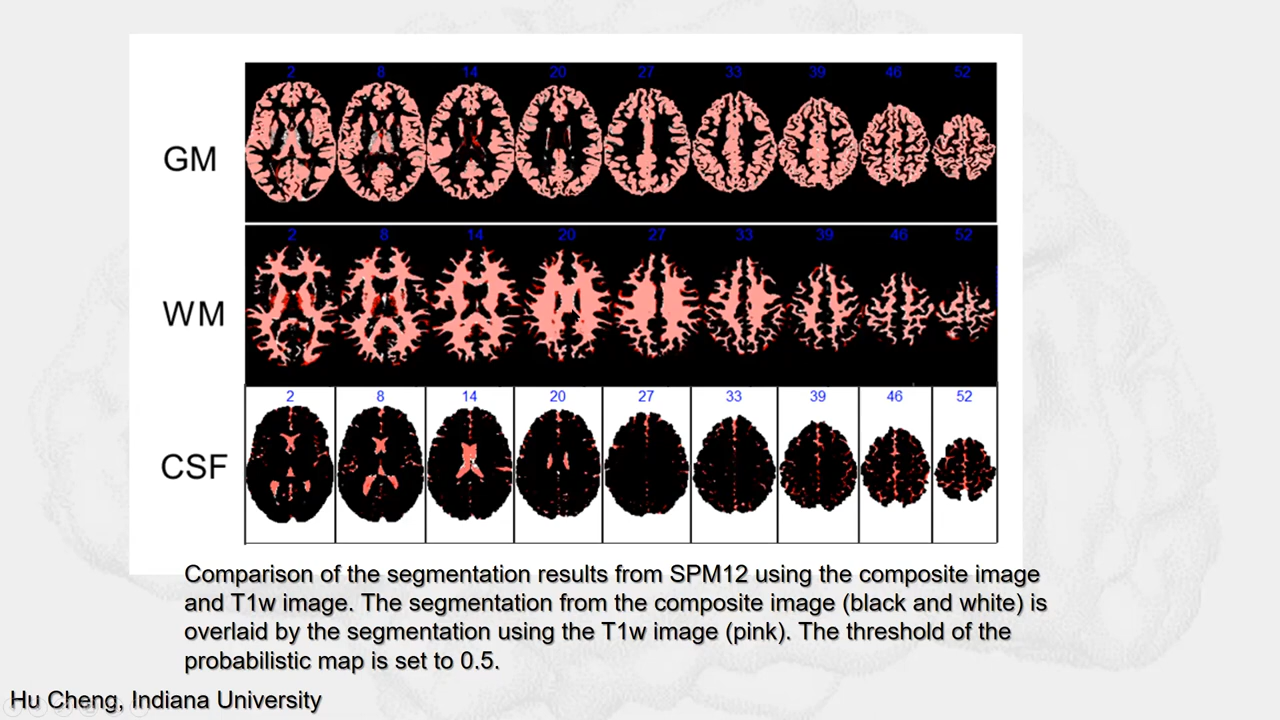 2 8 14 20 27 33 39 46 52
GM
2 8 14 20 27 33 39 46 52
WM
2 8 14 20 27 33 39 46 52
CSF
Comparison of the segmentation results from SPM12 using the composite image
and T1w image. The segmentation from the composite image (black and white) is
overlaid by the segmentation using the T1w image (pink). The threshold of the
probabilistic map is set to 0.5.
Hu Cheng, Indiana University